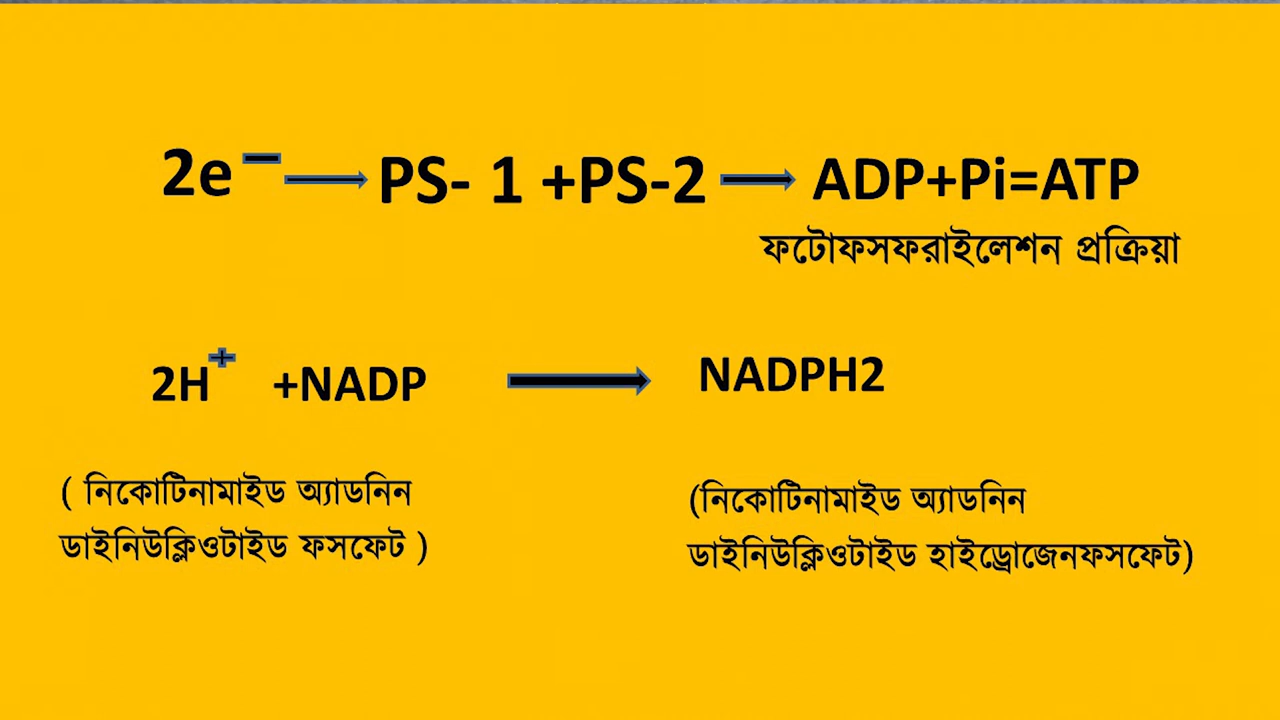 2e⁻ → PS- 1 +PS-2 → ADP+Pi=ATP
ফটোফসফরাইলেশন প্রক্রিয়া
2H⁺ +NADP → NADPH2
( নিকোটিনামাইড অ্যাডনিন
ডাইনিউক্লিওটাইড ফসফেট )
(নিকোটিনামাইড অ্যাডনিন
ডাইনিউক্লিওটাইড হাইড্রোজেনফসফেট)